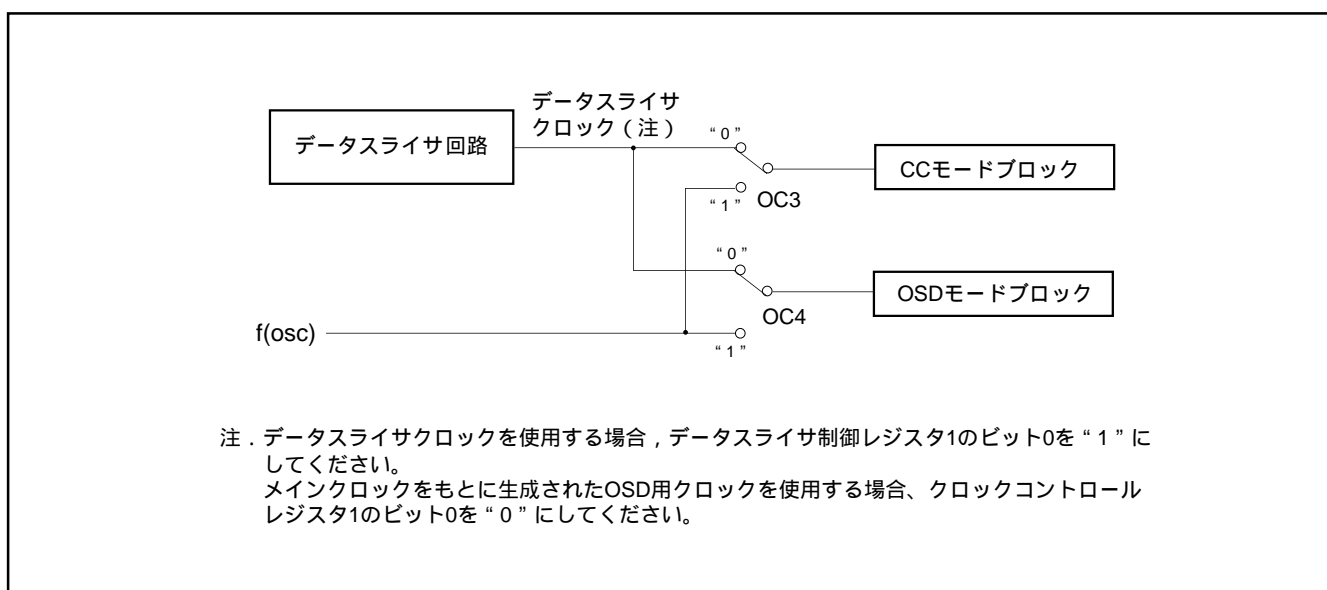 データスライサ
クロック（注）
データスライサ回路
“0”
CCモードブロック
“1” OC3
“0”
OSDモードブロック
OC4
f(osc)
“1”
注．データスライサクロックを使用する場合，データスライサ制御レジスタ1のビット0を“1”に
してください。
メインクロックをもとに生成されたOSD用クロックを使用する場合、クロックコントロール
レジスタ1のビット0を“0”にしてください。